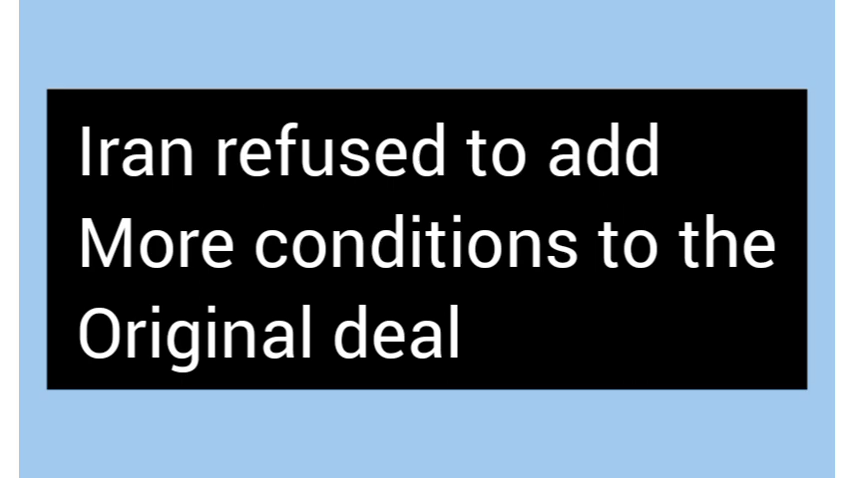 Iran refused to add
More conditions to the
Original deal